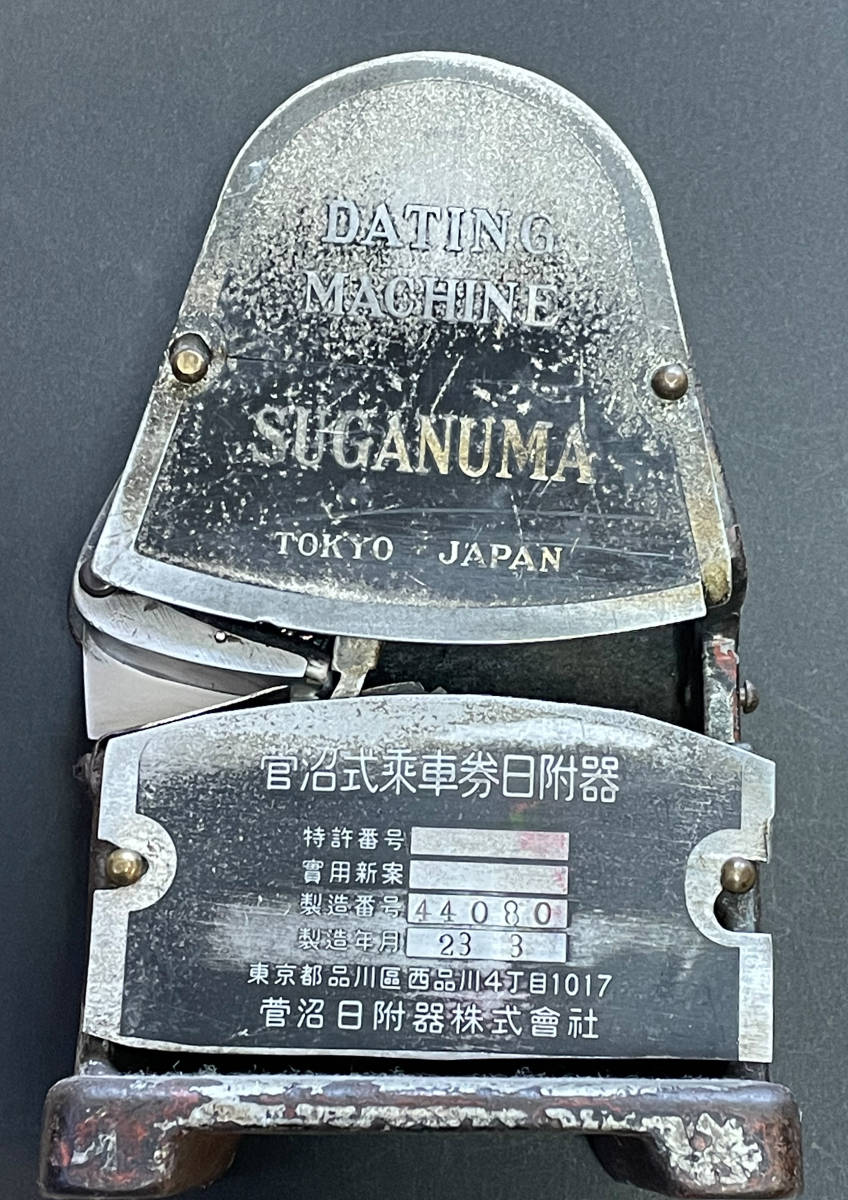 DATING
MACHINE
SUGANUMA
TOKYO JAPAN
菅沼式乗車券日附器
特許番号
實用新案
製造番号 44080
製造年月 23 3
東京都品川區西品川4丁目1017
菅沼日附器株式會社